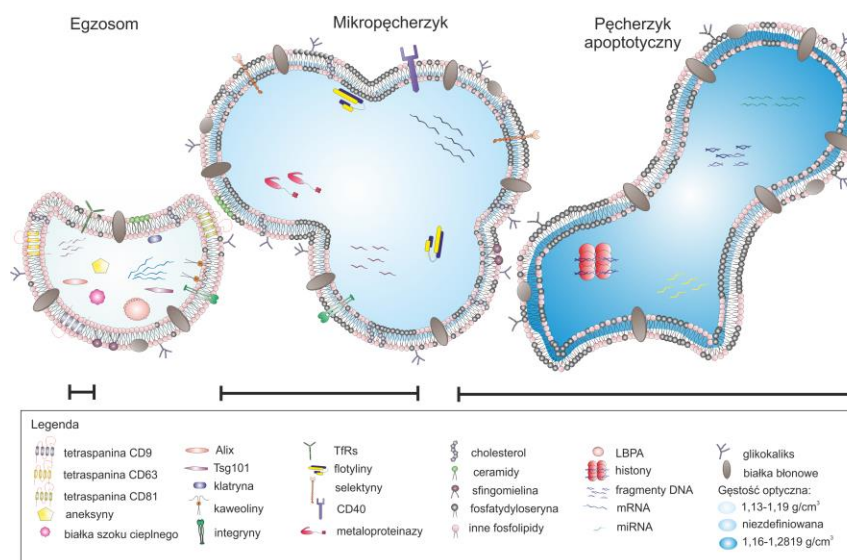 Egzosom
Mikropęcherzyk
Pęcherzyk
apoptotyczny
Legenda
tetraspanina CD9
tetraspanina CD63
tetraspanina CD81
aneksyny
białka szoku cieplnego
Alix
Tsg101
klatryna
kaweoliny
integryny
TfRs
flotyliny
selektyny
CD40
metaloproteinazy
cholesterol
ceramidy
sfingomielina
fosfatydyloseryna
inne fosfolipidy
LBPA
histony
fragmenty DNA
mRNA
miRNA
glikokaliks
białka błonowe
Gęstość optyczna:
1,13-1,19 g/cm³
niezdefiniowana
1,16-1,2819 g/cm³